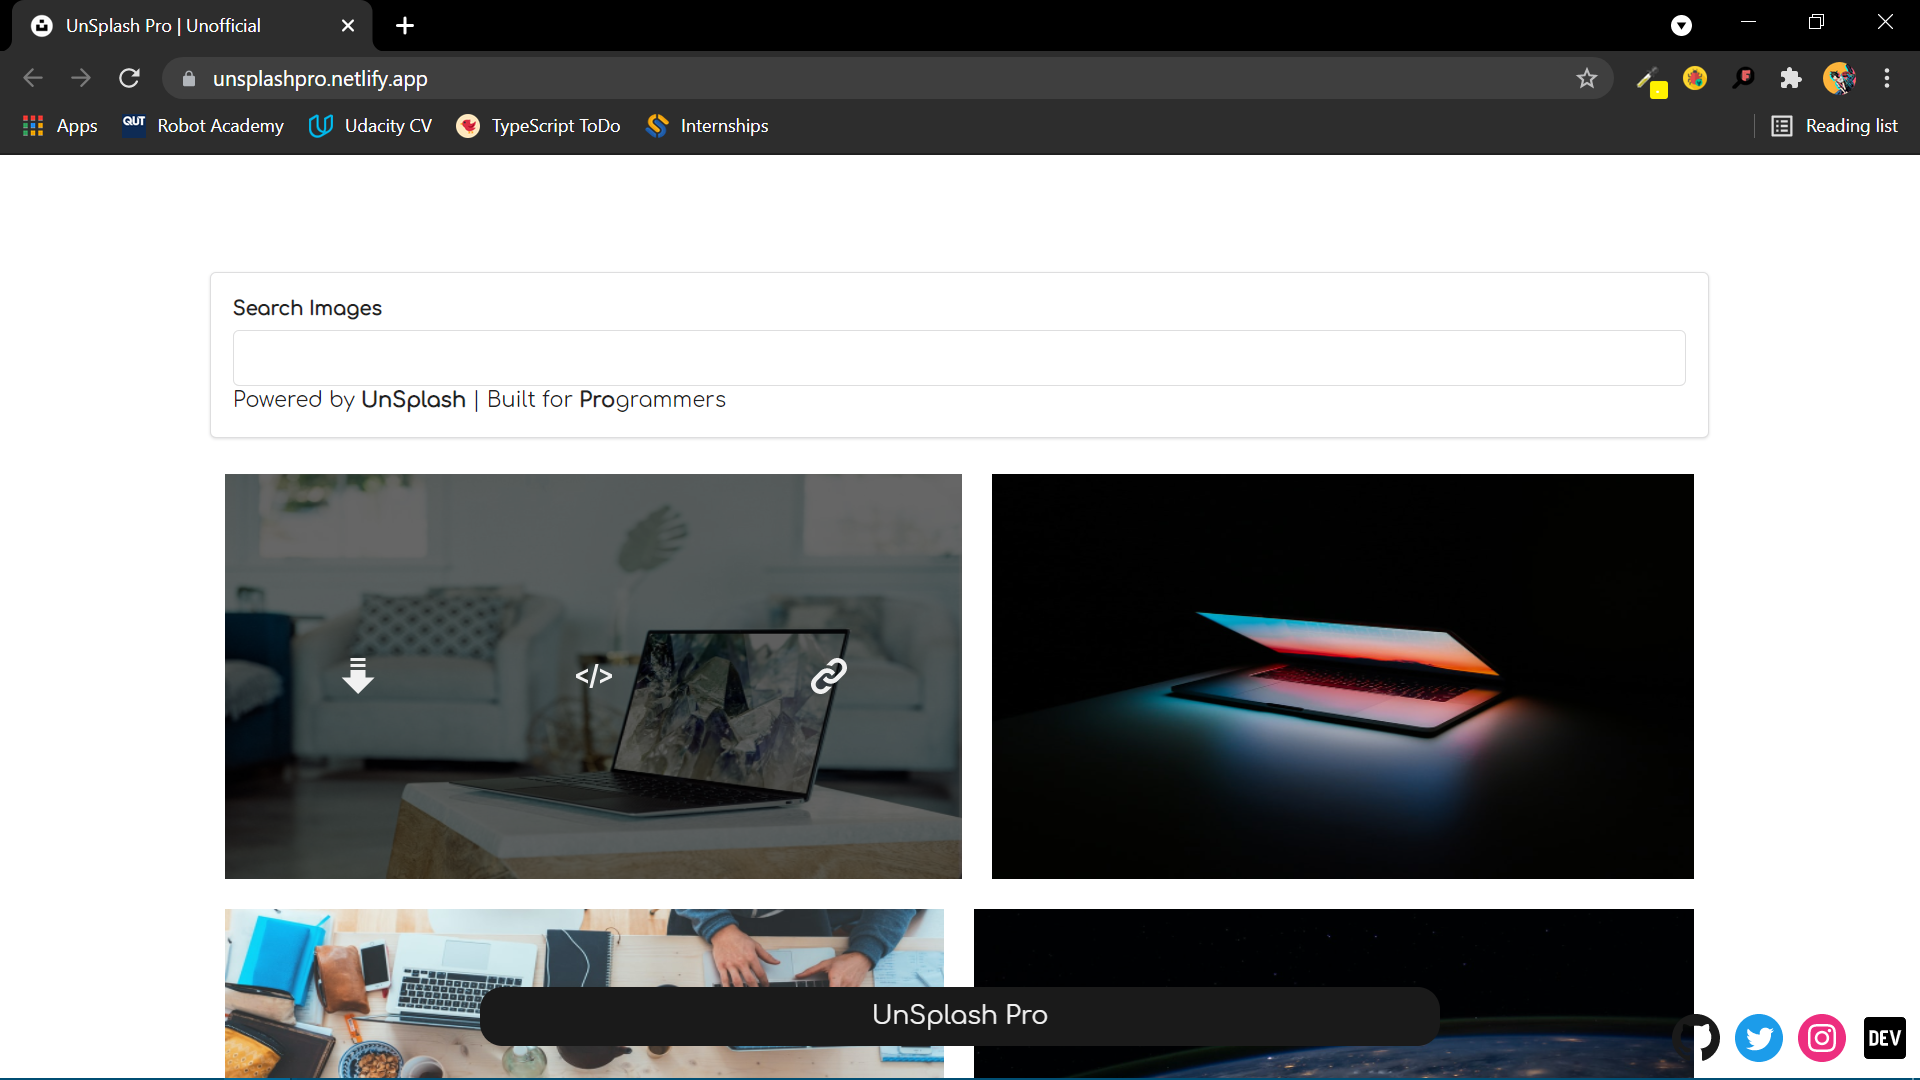 UnSplash Pro | Unofficial
unsplashpro.netlify.app
Apps
QUT Robot Academy
Udacity CV
TypeScript ToDo
Internships
Reading list
Search Images
Powered by UnSplash | Built for Programmers
</>
UnSplash Pro
DEV